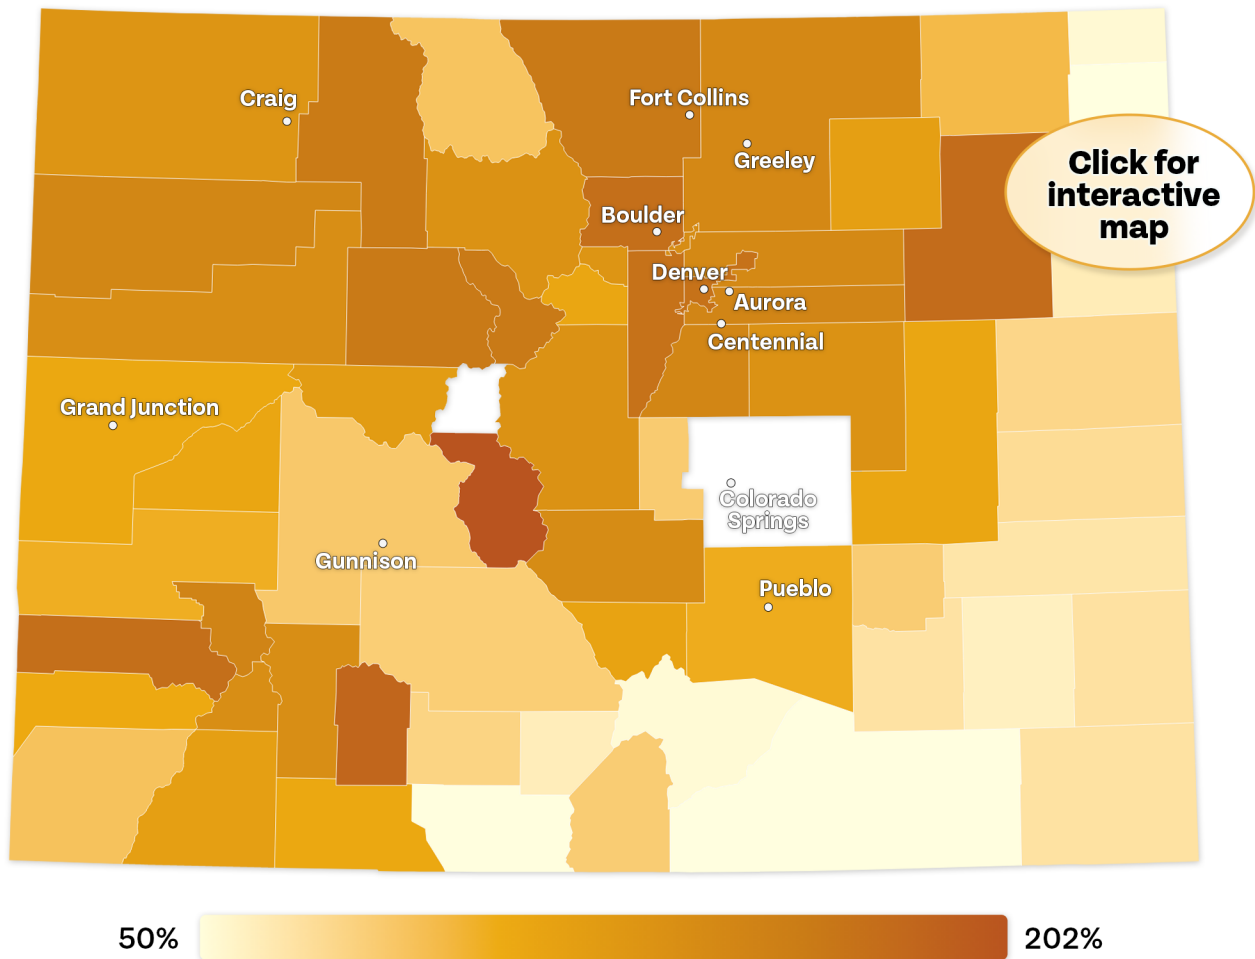 Craig
Fort Collins
Greeley
Click for
interactive
map
Boulder
Denver
Aurora
Centennial
Grand Junction
Colorado
Springs
Gunnison
Pueblo
50%
202%